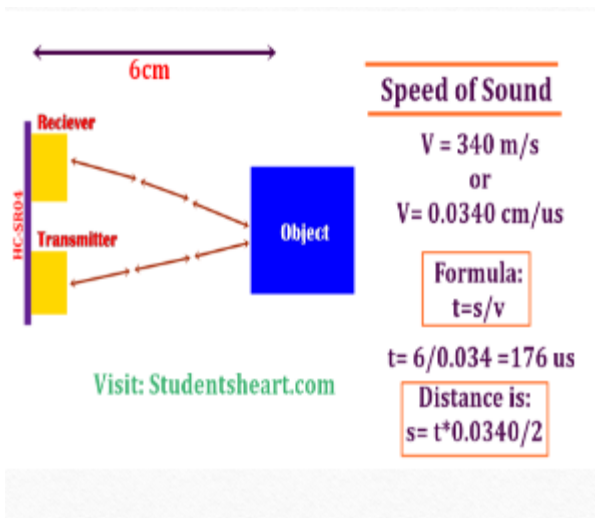 6cm
Reciever
HC-SR04
Transmitter
Object
Visit: Studentsheart.com
Speed of Sound
V = 340 m/s
or
V= 0.0340 cm/us
Formula:
t=s/v
t= 6/0.034 =176 us
Distance is:
s= t*0.0340/2